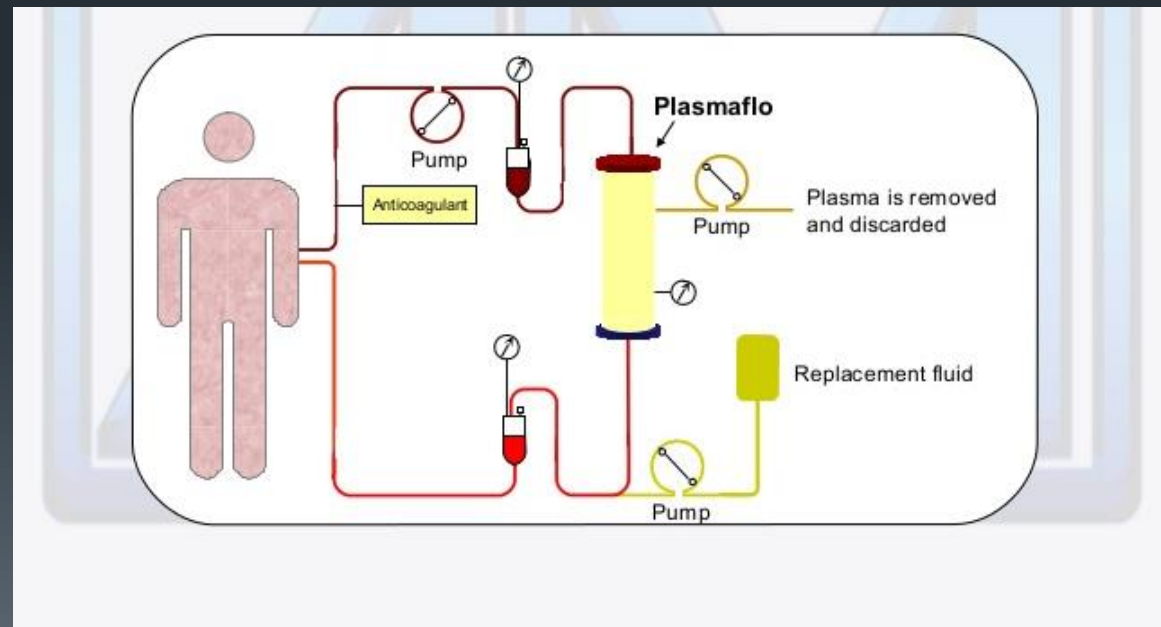 Plasmaflo
Pump
Anticoagulant
Pump
Plasma is removed
and discarded
Replacement fluid
Pump